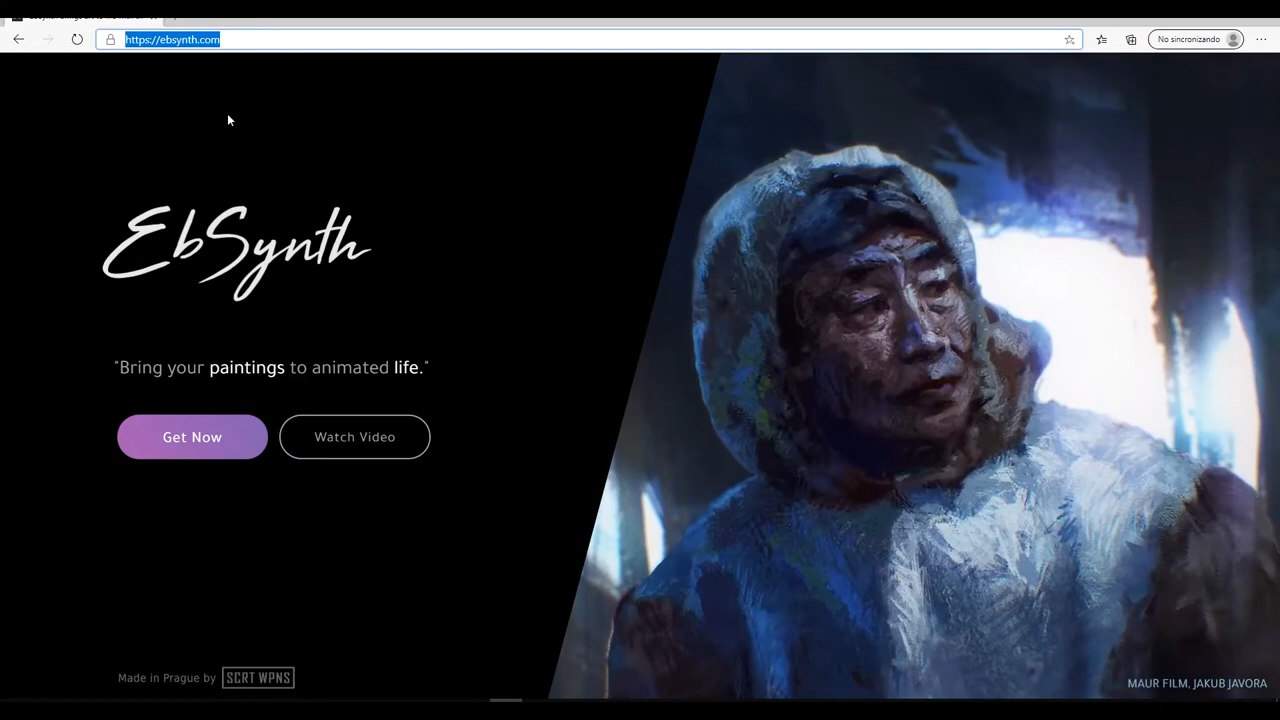 https://ebsynth.com
No sincronizando
EbSynth
"Bring your paintings to animated life."
Get Now
Watch Video
Made in Prague by SCRT WPNS
MAUR FILM, JAKUB JAVORA